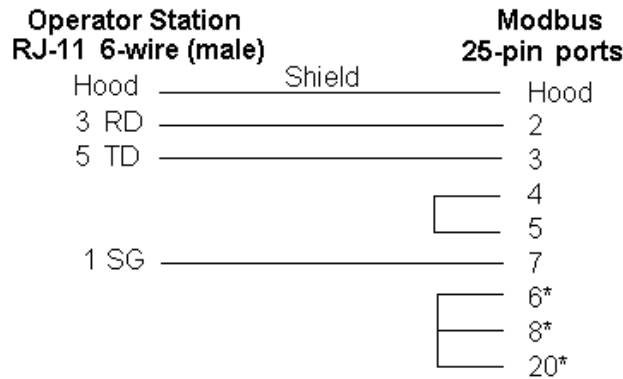 Operator Station Modbus
RJ-11 6-wire (male) 25-pin ports
Hood Shield Hood
3 RD 2
5 TD 3
4
5
1 SG 7
6*
8*
20*